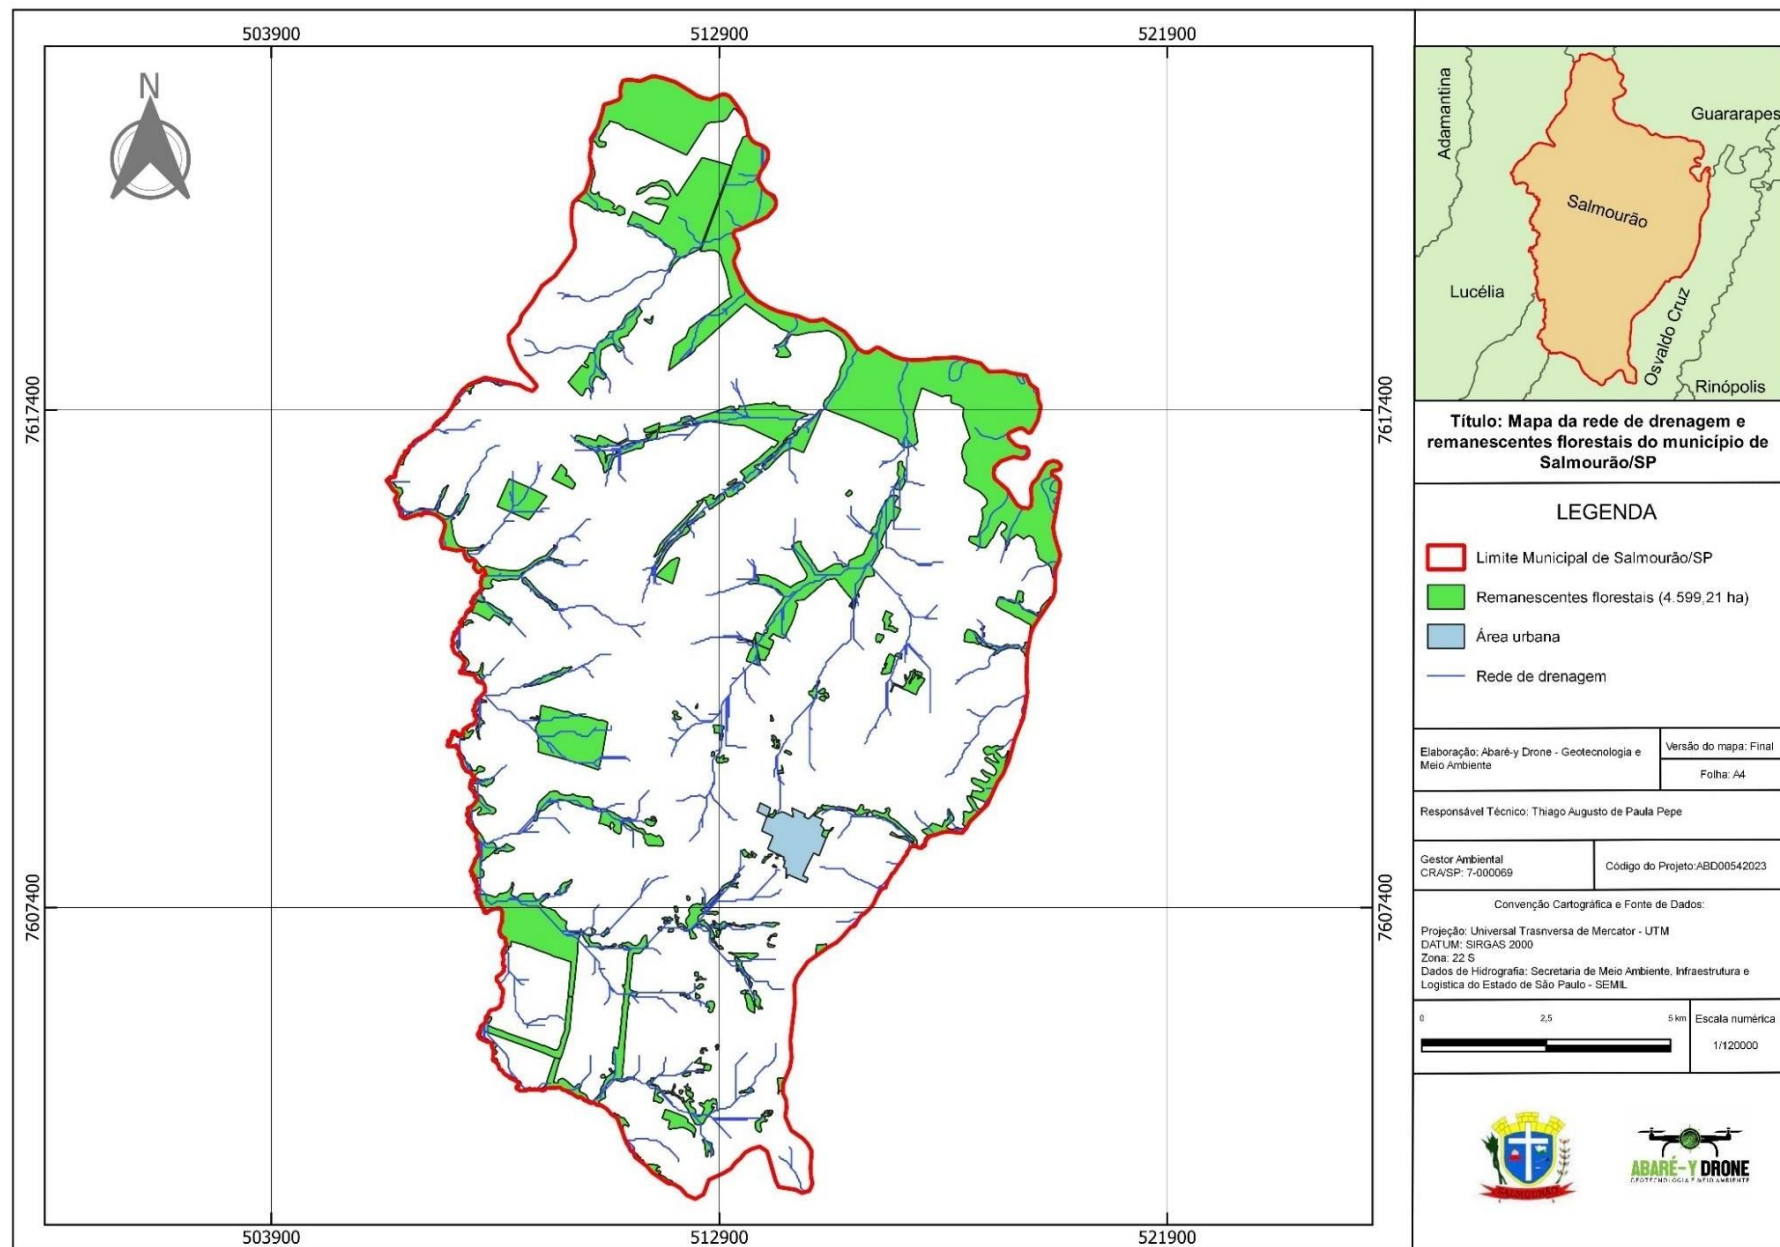 503900
512900
521900
N
7617400
7617400
7607400
7607400
503900
512900
521900
Adamantina
Guararapes
Salmourão
Lucélia
Osvaldo Cruz
Rinópolis
Título: Mapa da rede de drenagem e
remanescentes florestais do município de
Salmourão/SP
LEGENDA
Limite Municipal de Salmourão/SP
Remanescentes florestais (4.599,21 ha)
Área urbana
Rede de drenagem
Elaboração: Abaré-y Drone - Geotecnologia e
Meio Ambiente
Versão do mapa: Final
Folha: A4
Responsável Técnico: Thiago Augusto de Paula Pepe
Gestor Ambiental
CRA/SP: 7-000069
Código do Projeto:ABD00542023
Convenção Cartográfica e Fonte de Dados:
Projeção: Universal Trasnversa de Mercator - UTM
DATUM: SIRGAS 2000
Zona: 22 S
Dados de Hidrografia: Secretaria de Meio Ambiente, Infraestrutura e
Logística do Estado de São Paulo - SEMIL
0 2,5 5 km
Escala numérica
1/120000
SALMOURÃO
ABARÉ-Y DRONE
GEOTECNOLOGIA E MEIO AMBIENTE